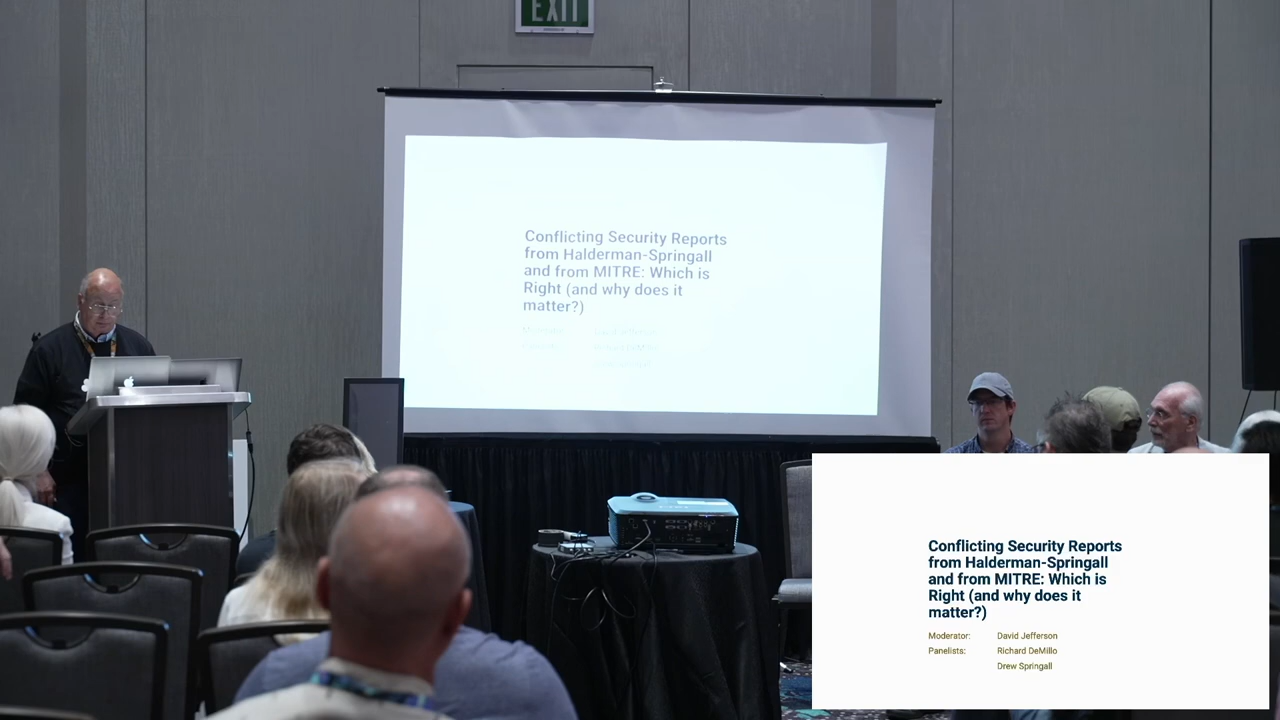 EXIT
Conflicting Security Reports
from Halderman-Springall
and from MITRE: Which is
Right (and why does it
matter?)
Conflicting Security Reports
from Halderman-Springall
and from MITRE: Which is
Right (and why does it
matter?)
Moderator: David Jefferson
Panelists: Richard DeMillo
Drew Springall